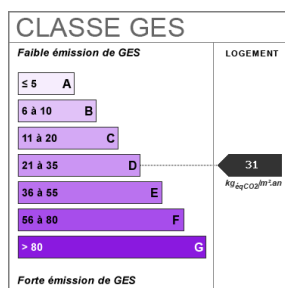 CLASSE GES
Faible émission de GES
LOGEMENT
≤ 5 A
6 à 10 B
11 à 20 C
21 à 35 D
31
kgéqCO2/m².an
36 à 55 E
56 à 80 F
> 80 G
Forte émission de GES